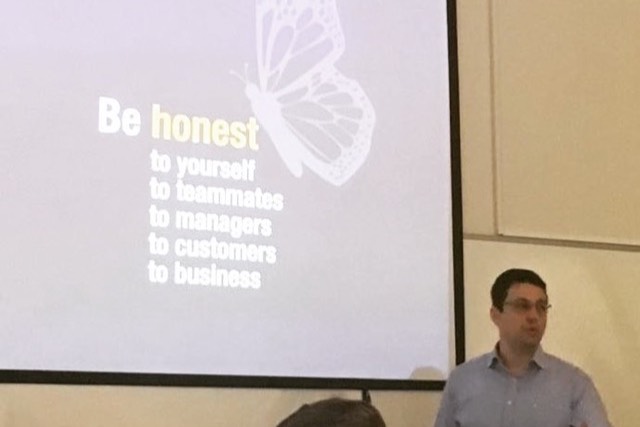 Be honest
to yourself
to teammates
to managers
to customers
to business